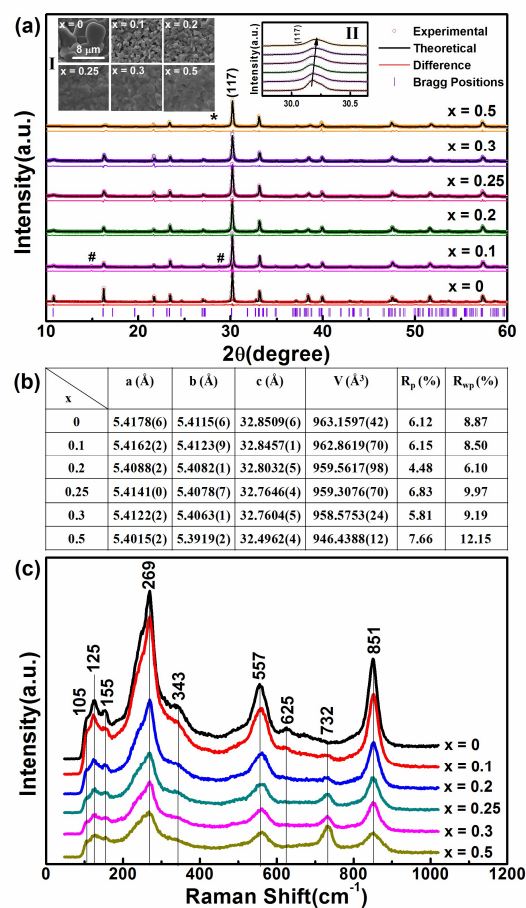 (a)
I
x = 0
x = 0.1
x = 0.2
8 μm
x = 0.25
x = 0.3
x = 0.5
II
(117)
Intensity(a.u.)
30.0
30.5
Experimental
Theoretical
Difference
Bragg Positions
(117)
*
x = 0.5
x = 0.3
x = 0.25
x = 0.2
# # x = 0.1
x = 0
Intensity(a.u.)
10 20 30 40 50 60
2θ(degree)
(b)
x a (Å) b (Å) c (Å) V (Å³) Rp (%) Rwp (%)
0 5.4178(6) 5.4115(6) 32.8509(6) 963.1597(42) 6.12 8.87
0.1 5.4162(2) 5.4123(9) 32.8457(1) 962.8619(70) 6.15 8.50
0.2 5.4088(2) 5.4082(1) 32.8032(5) 959.5617(98) 4.48 6.10
0.25 5.4141(0) 5.4078(7) 32.7646(4) 959.3076(70) 6.83 9.97
0.3 5.4122(2) 5.4063(1) 32.7604(5) 958.5753(24) 5.81 9.19
0.5 5.4015(2) 5.3919(2) 32.4962(4) 946.4388(12) 7.66 12.15
(c)
105 125 155 269 343 557 625 732 851
x = 0
x = 0.1
x = 0.2
x = 0.25
x = 0.3
x = 0.5
Intensity(a.u.)
0 200 400 600 800 1000 1200
Raman Shift(cm⁻¹)